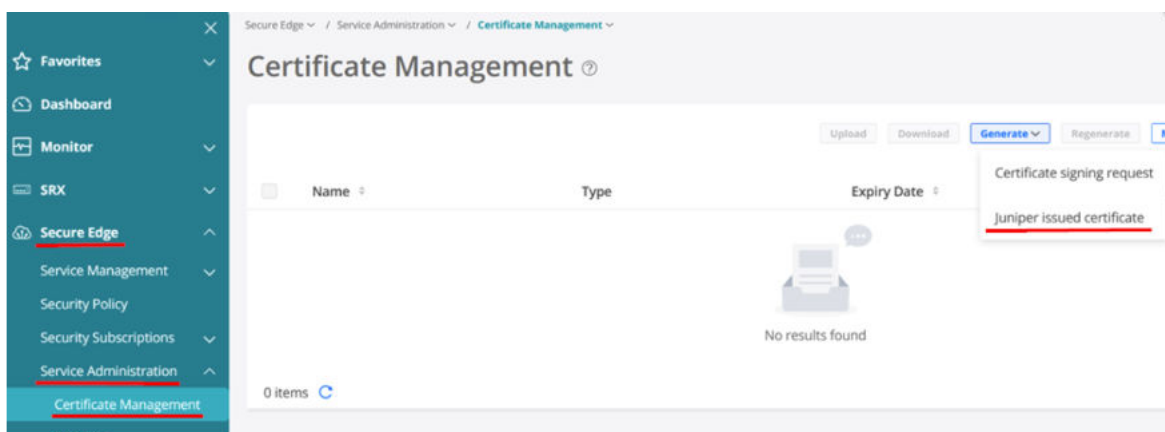 Secure Edge / Service Administration / Certificate Management
Favorites
Dashboard
Monitor
SRX
Secure Edge
Service Management
Security Policy
Security Subscriptions
Service Administration
Certificate Management
Certificate Management
Upload Download Generate Regenerate
Certificate signing request
Juniper issued certificate
Name Type Expiry Date
No results found
0 items